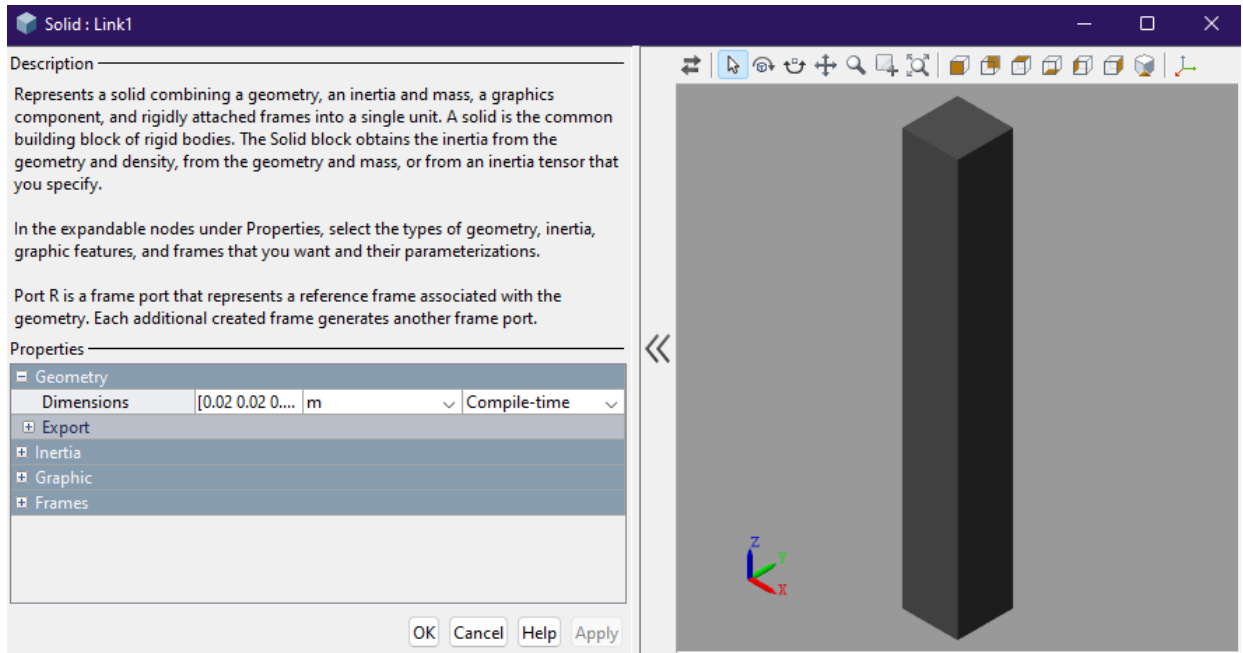 Solid : Link1
Description
Represents a solid combining a geometry, an inertia and mass, a graphics
component, and rigidly attached frames into a single unit. A solid is the common
building block of rigid bodies. The Solid block obtains the inertia from the
geometry and density, from the geometry and mass, or from an inertia tensor that
you specify.
In the expandable nodes under Properties, select the types of geometry, inertia,
graphic features, and frames that you want and their parameterizations.
Port R is a frame port that represents a reference frame associated with the
geometry. Each additional created frame generates another frame port.
Properties
Geometry
Dimensions [0.02 0.02 0.... m Compile-time
Export
Inertia
Graphic
Frames
OK Cancel Help Apply
Z
Y
X